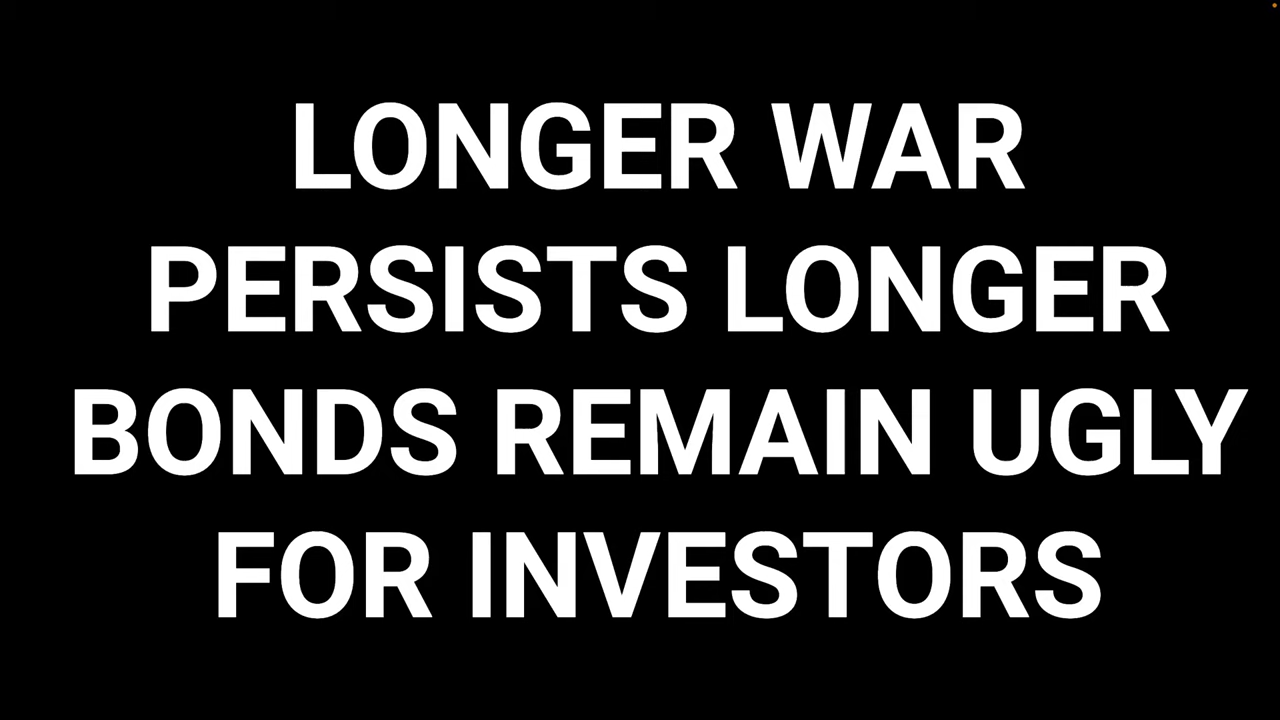 LONGER WAR
PERSISTS LONGER
BONDS REMAIN UGLY
FOR INVESTORS